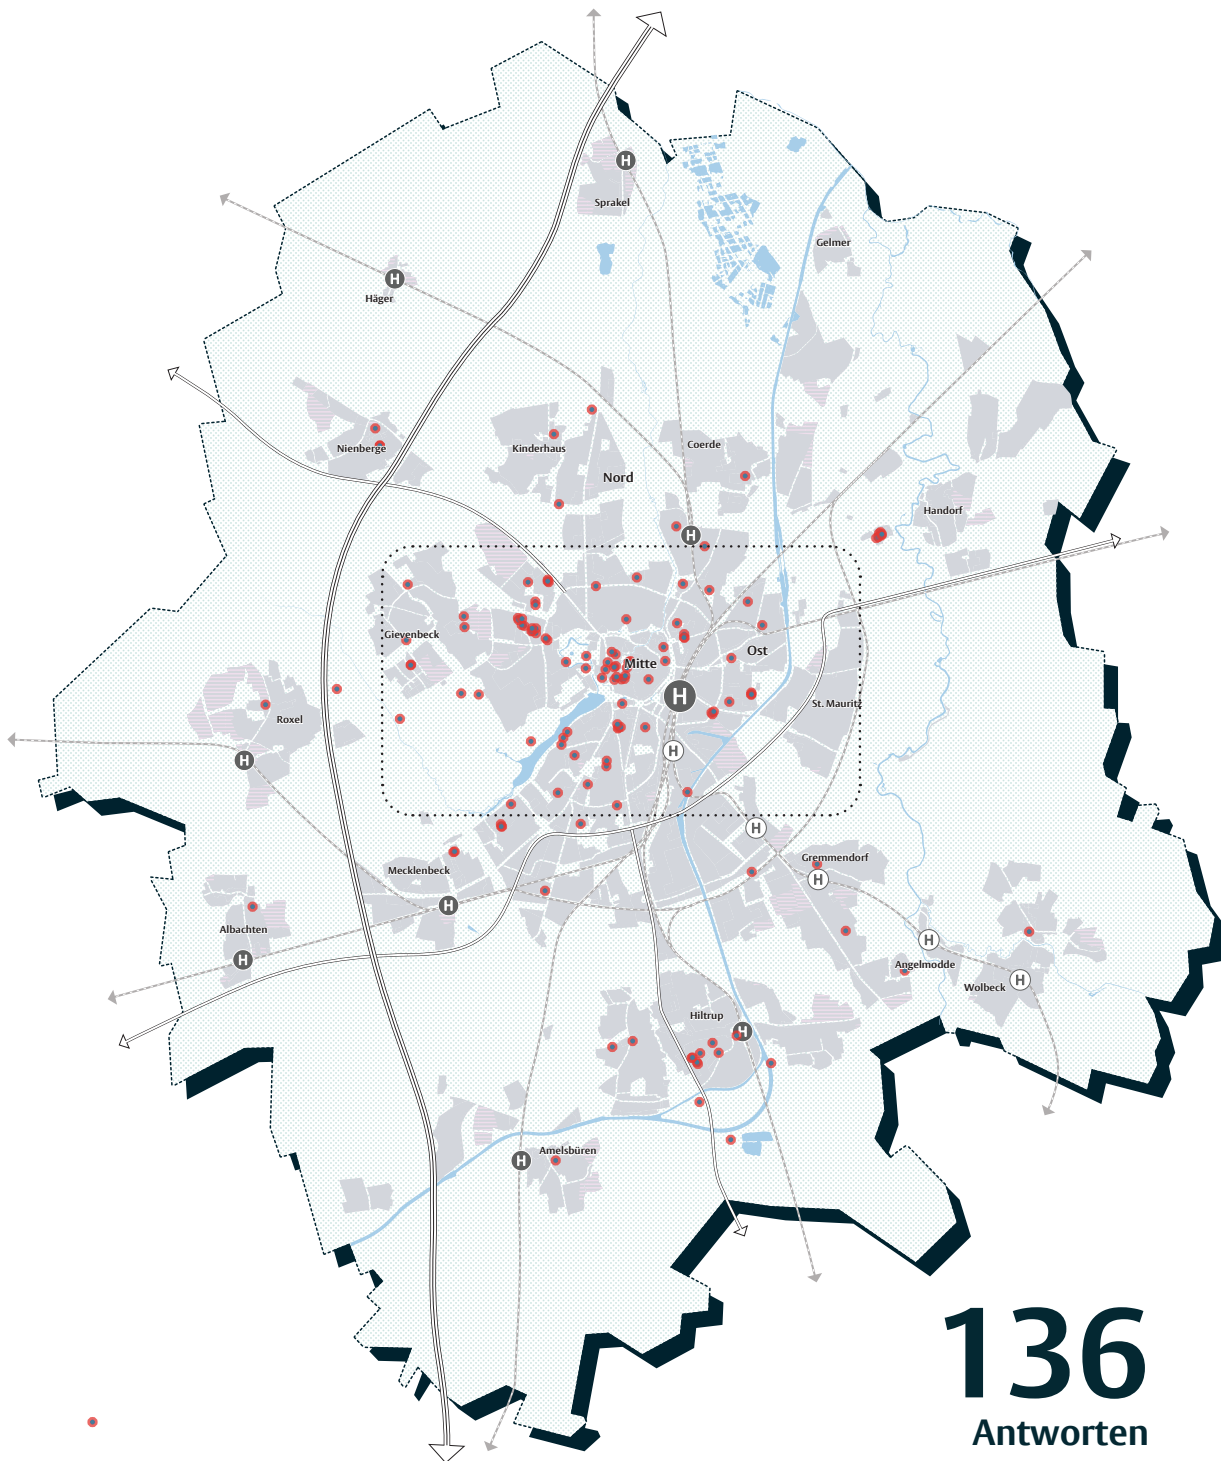 H
Sprakel
Gelmer
H
Häger
Nienberge
Kinderhaus
Coerde
Nord
Handorf
H
Gievenbeck
Mitte
Ost
H
St. Mauritz
Roxel
H
H
H
Gremmendorf
H
Mecklenbeck
H
Albachten
H
H
Angelmodde
Wolbeck
H
Hiltrup
H
Amelsbüren
H
136
Antworten